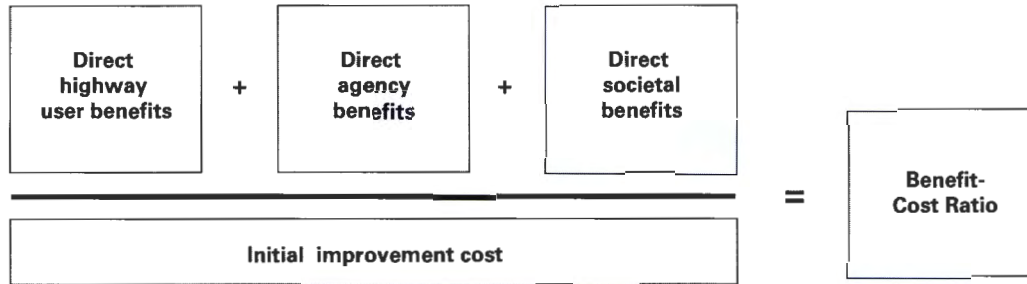 Direct
highway
user benefits
+
Direct
agency
benefits
+
Direct
societal
benefits
Initial improvement cost
=
Benefit-
Cost Ratio